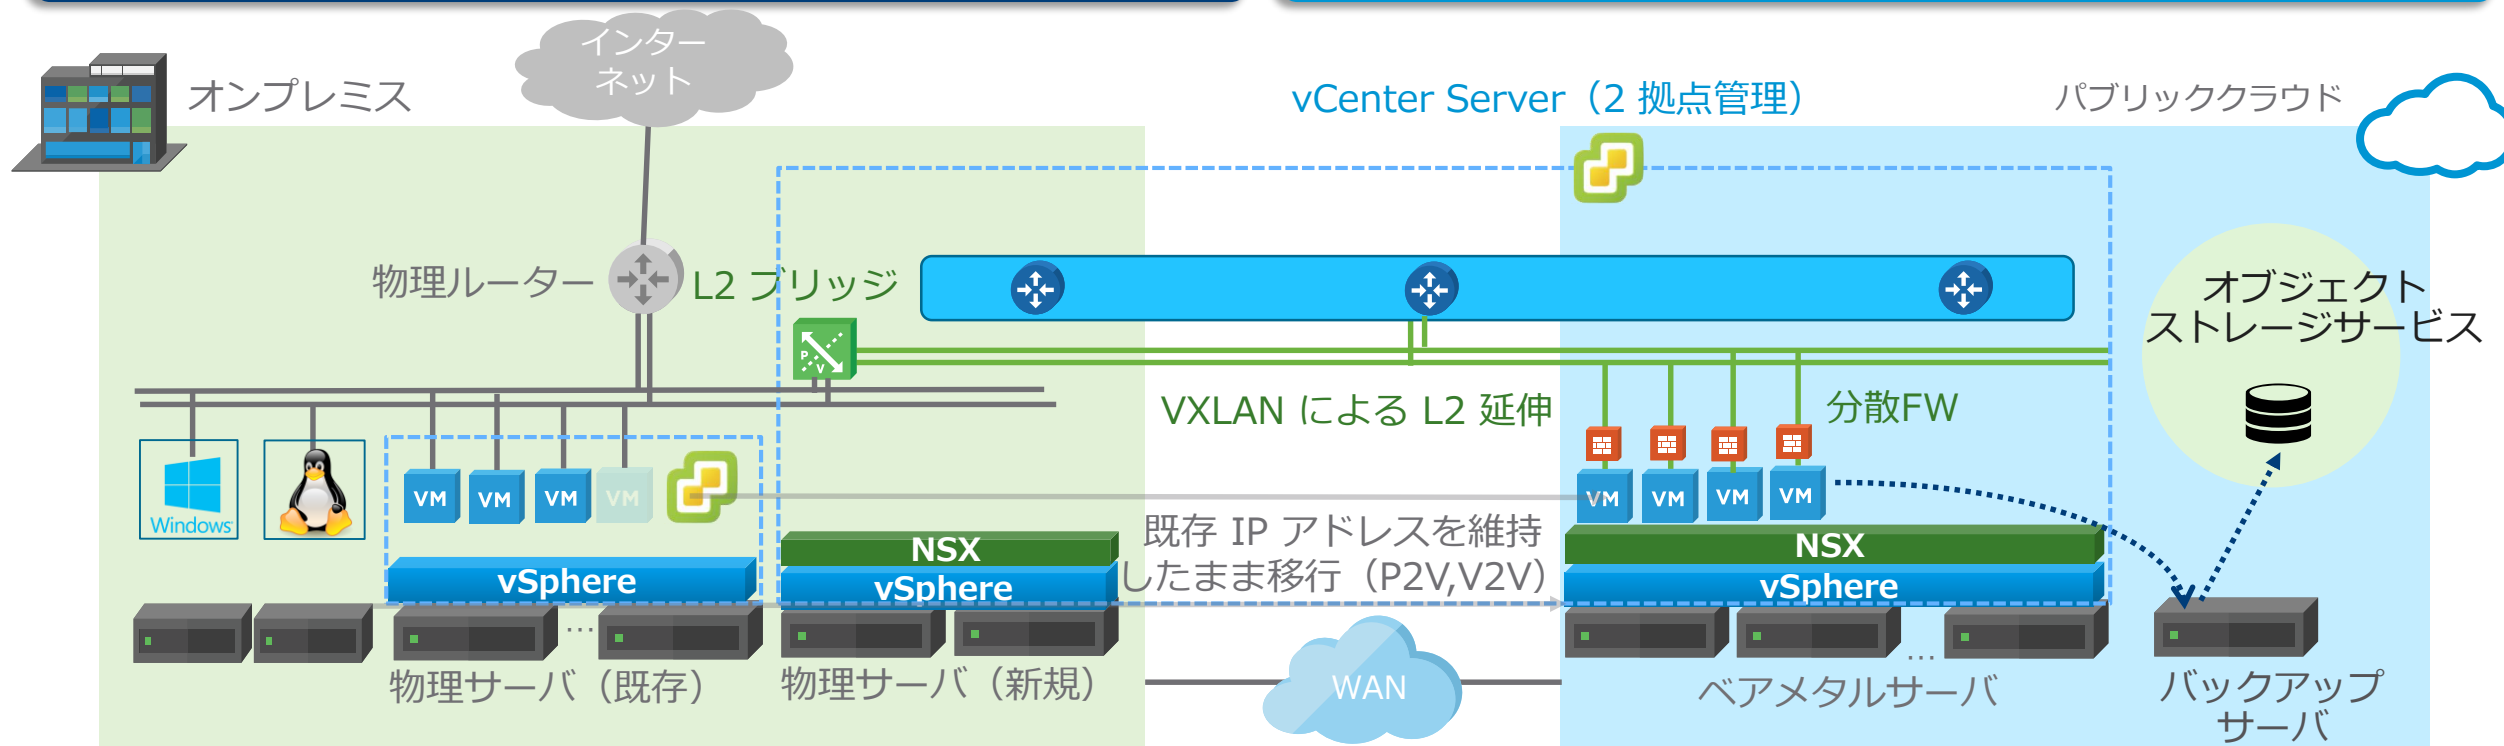 インター
ネット
オンプレミス
vCenter Server（2 拠点管理）
パブリッククラウド
物理ルーター
L2 ブリッジ
オブジェクト
ストレージサービス
P
V
VXLAN による L2 延伸
分散FW
Windows
VM
VM
VM
VM
VM
VM
VM
VM
既存 IP アドレスを維持
したまま移行（P2V,V2V）
NSX
vSphere
vSphere
NSX
vSphere
…
…
物理サーバ（既存）
物理サーバ（新規）
WAN
ベアメタルサーバ
バックアップ
サーバ